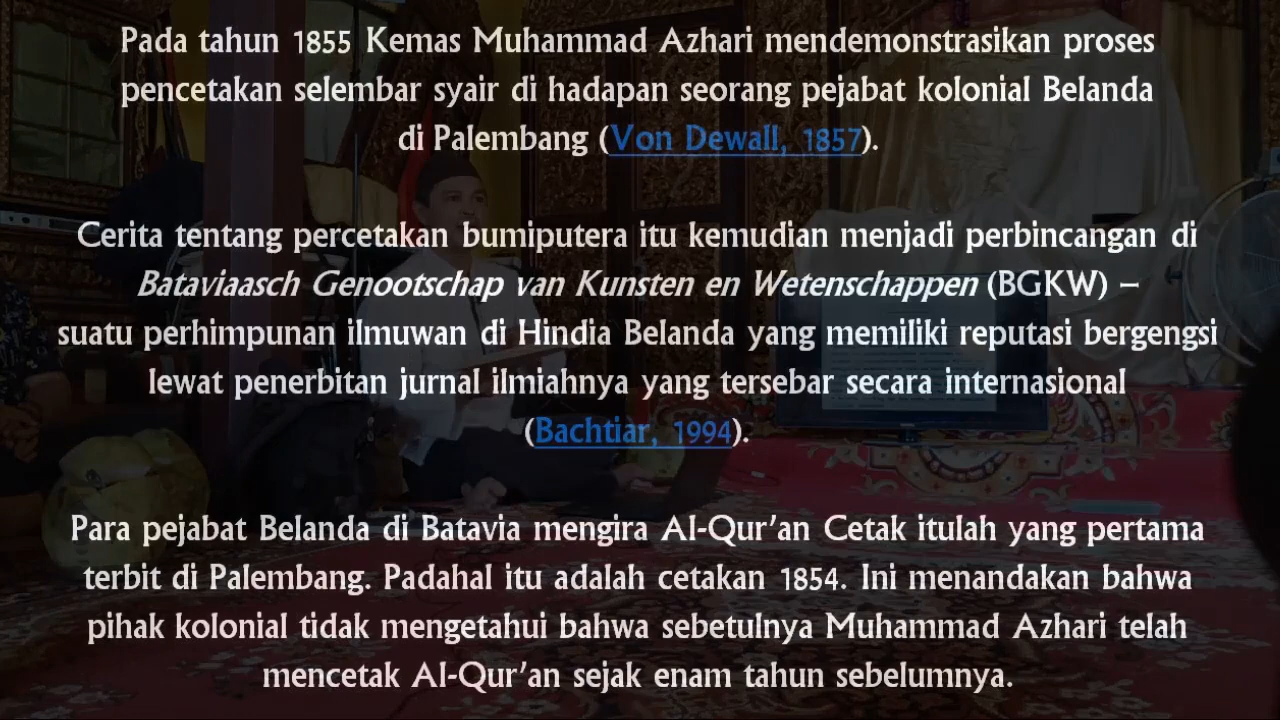 Pada tahun 1855 Kemas Muhammad Azhari mendemonstrasikan proses
pencetakan selembar syair di hadapan seorang pejabat kolonial Belanda
di Palembang (Von Dewall, 1857).
Cerita tentang percetakan bumiputera itu kemudian menjadi perbincangan di
Bataviaasch Genootschap van Kunsten en Wetenschappen (BGKW) –
suatu perhimpunan ilmuwan di Hindia Belanda yang memiliki reputasi bergengsi
lewat penerbitan jurnal ilmiahnya yang tersebar secara internasional
(Bachtiar, 1994).
Para pejabat Belanda di Batavia mengira Al-Qur’an Cetak itulah yang pertama
terbit di Palembang. Padahal itu adalah cetakan 1854. Ini menandakan bahwa
pihak kolonial tidak mengetahui bahwa sebetulnya Muhammad Azhari telah
mencetak Al-Qur’an sejak enam tahun sebelumnya.